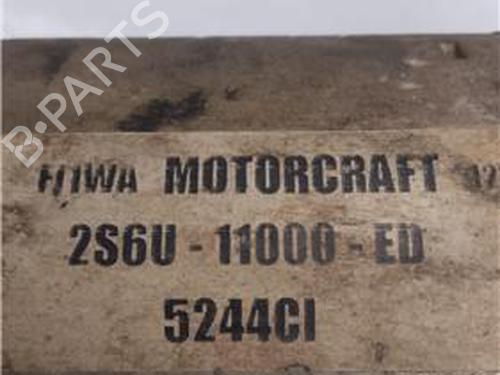 B-PARTS
MOTORCRAFT
2S6U - 11000 - ED
5244CI